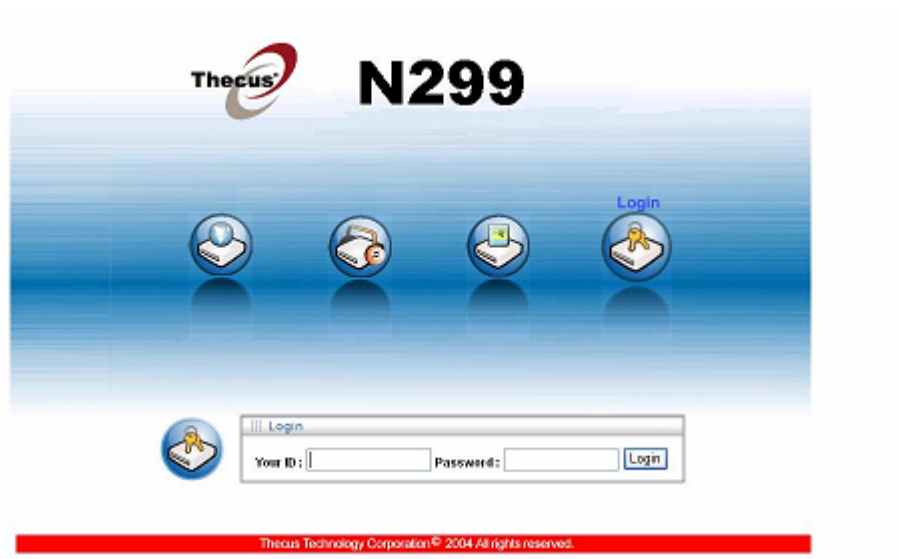 Thecus
N299
Login
Login
Your ID :
Password :
Login
Thecus Technology Corporation© 2004 All rights reserved.